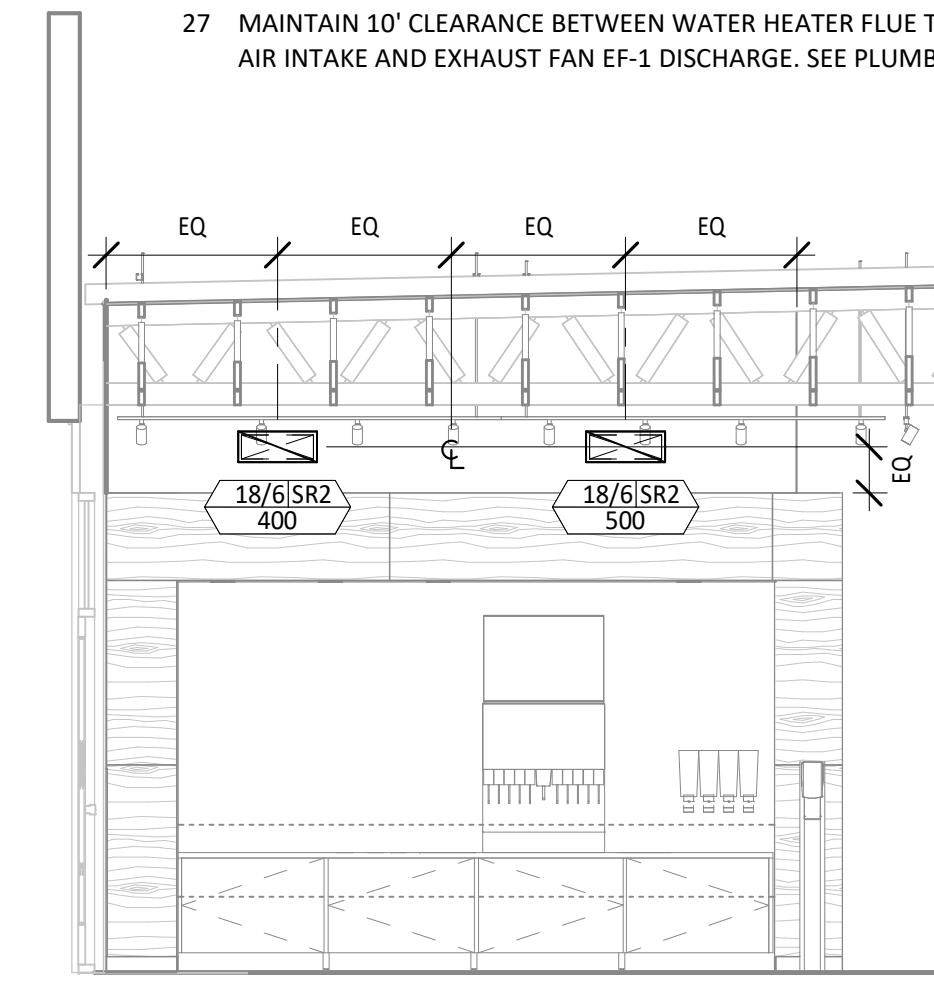 27 MAINTAIN 10' CLEARANCE BETWEEN WATER HEATER FLUE
AIR INTAKE AND EXHAUST FAN EF-1 DISCHARGE. SEE
EQ EQ EQ EQ
EQ
18/6 SR2
400
18/6 SR2
500